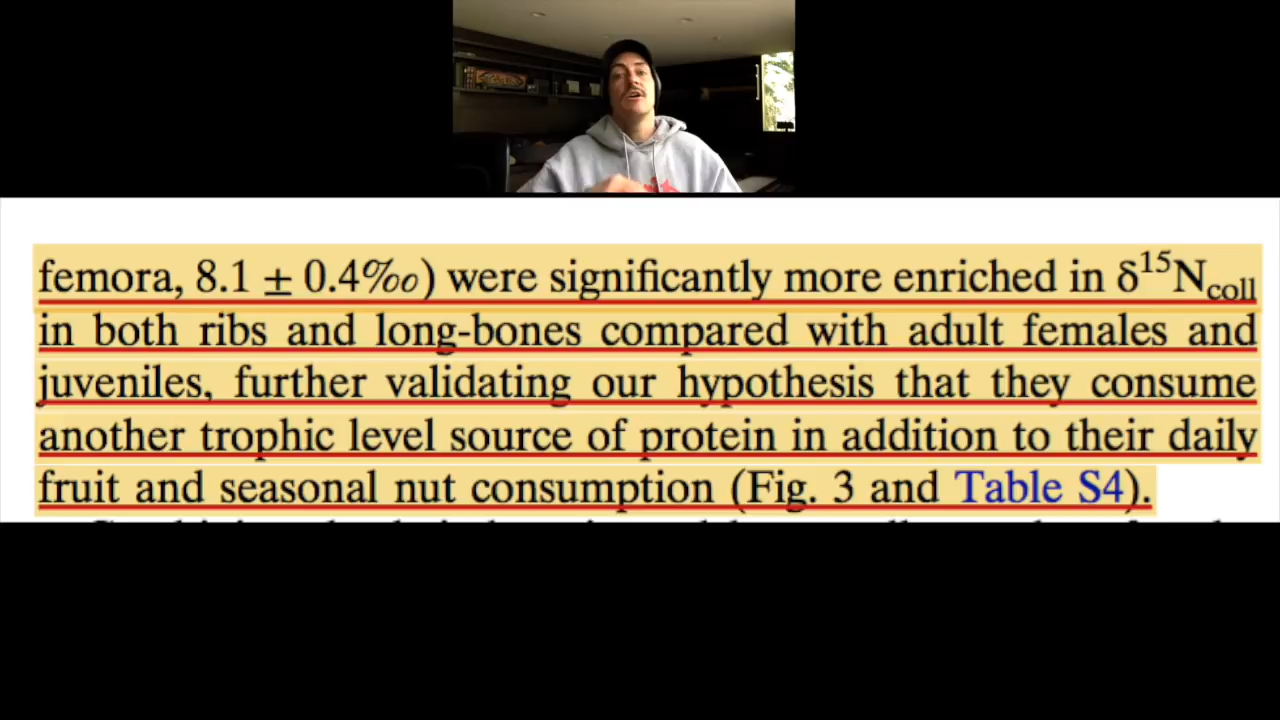 femora, 8.1 ± 0.4‰) were significantly more enriched in δ¹⁵Ncoll
in both ribs and long-bones compared with adult females and
juveniles, further validating our hypothesis that they consume
another trophic level source of protein in addition to their daily
fruit and seasonal nut consumption (Fig. 3 and Table S4).